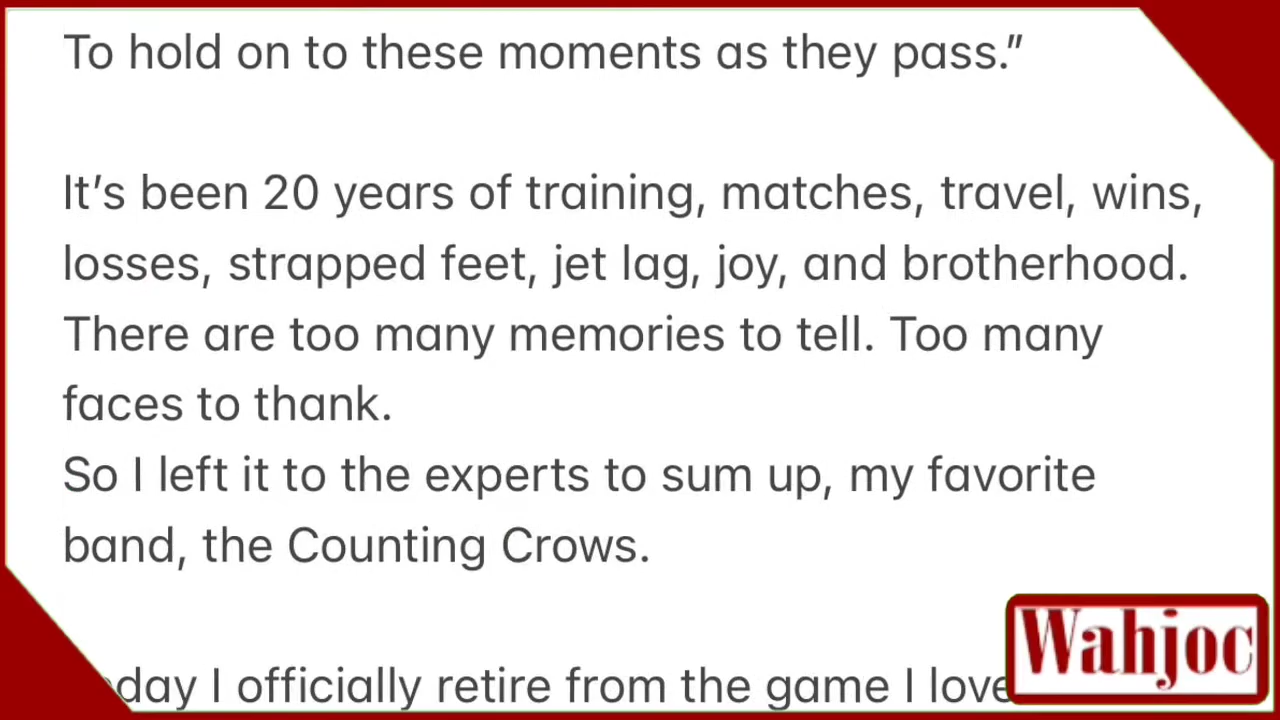 To hold on to these moments as they pass.”
It’s been 20 years of training, matches, travel, wins,
losses, strapped feet, jet lag, joy, and brotherhood.
There are too many memories to tell. Too many
faces to thank.
So I left it to the experts to sum up, my favorite
band, the Counting Crows.
day I officially retire from the game I love
Wahjoc